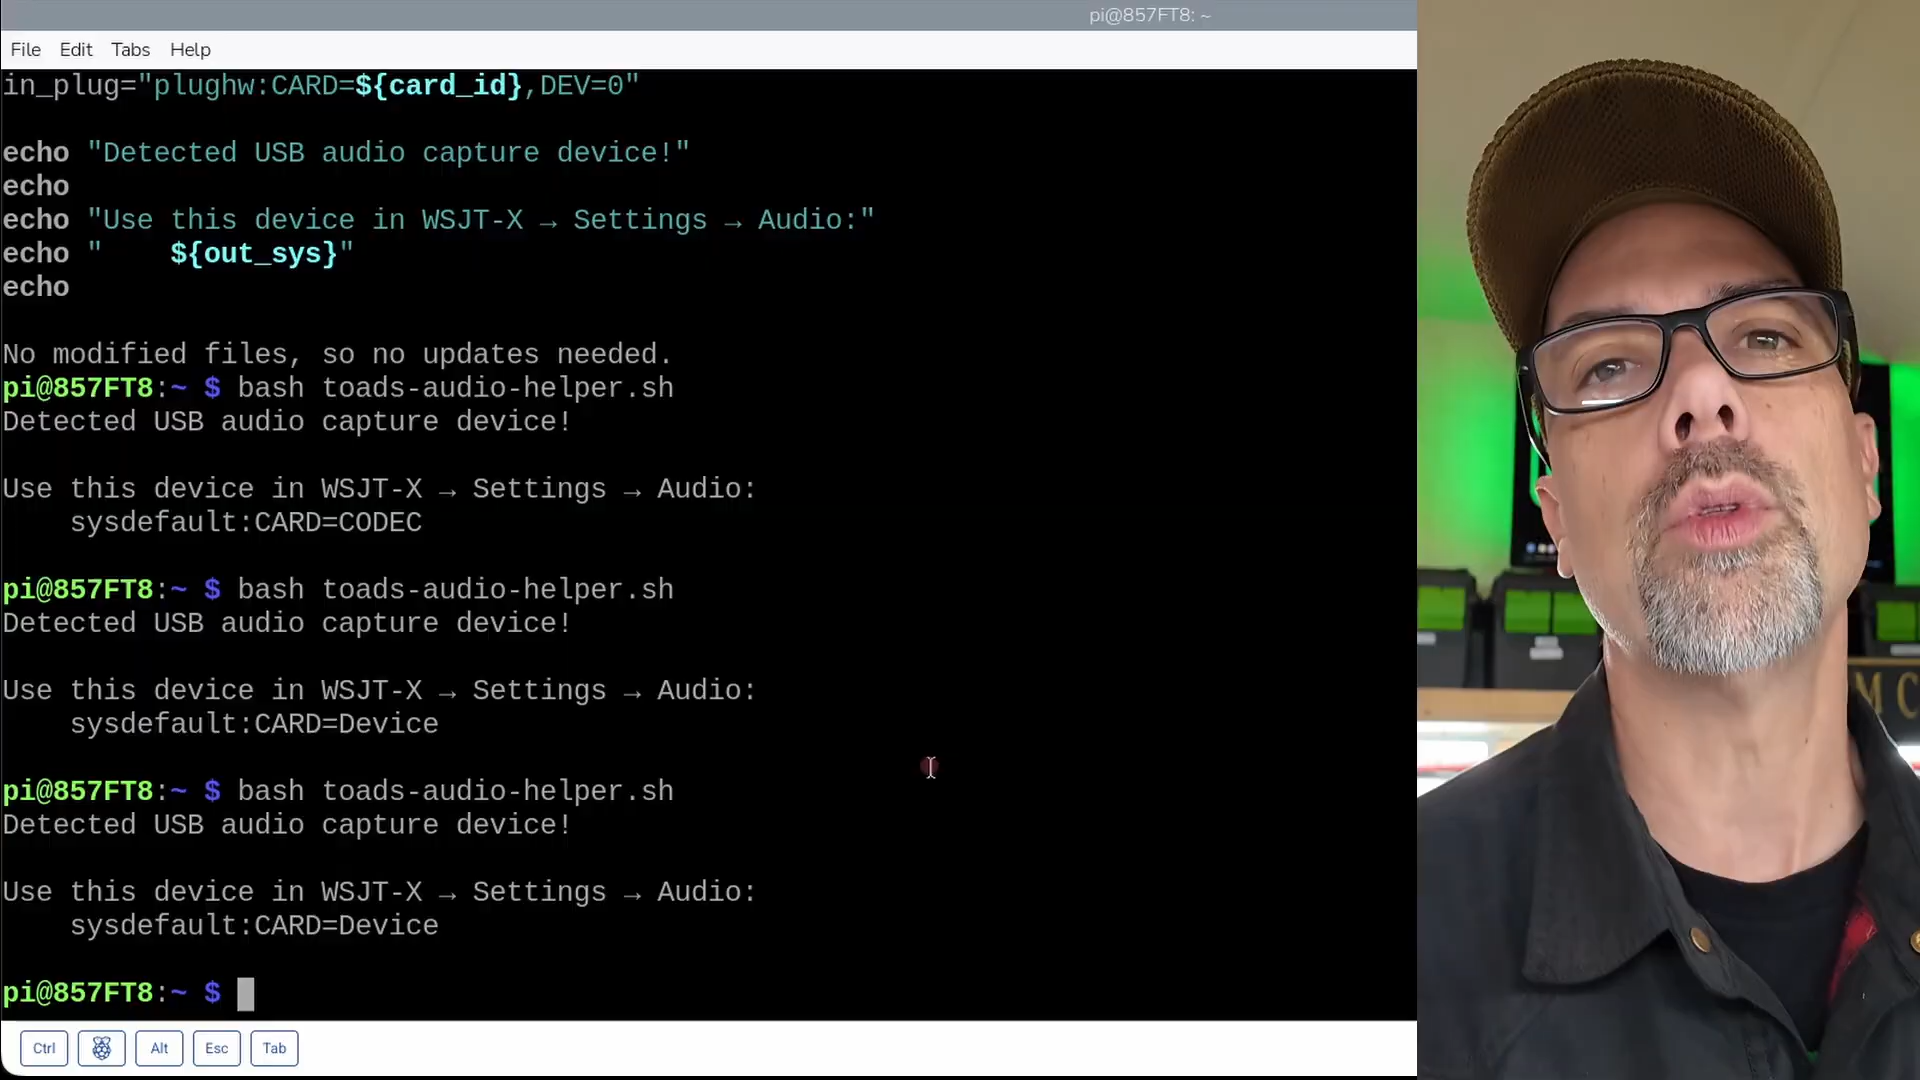 pi@857FT8: ~
File Edit Tabs Help
in_plug="plughw:CARD=${card_id},DEV=0"
echo "Detected USB audio capture device!"
echo
echo "Use this device in WSJT-X → Settings → Audio:"
echo "    ${out_sys}"
echo
No modified files, so no updates needed.
pi@857FT8:~ $ bash toads-audio-helper.sh
Detected USB audio capture device!
Use this device in WSJT-X → Settings → Audio:
    sysdefault:CARD=CODEC
pi@857FT8:~ $ bash toads-audio-helper.sh
Detected USB audio capture device!
Use this device in WSJT-X → Settings → Audio:
    sysdefault:CARD=Device
pi@857FT8:~ $ bash toads-audio-helper.sh
Detected USB audio capture device!
Use this device in WSJT-X → Settings → Audio:
    sysdefault:CARD=Device
pi@857FT8:~ $
Ctrl Alt Esc Tab
M C